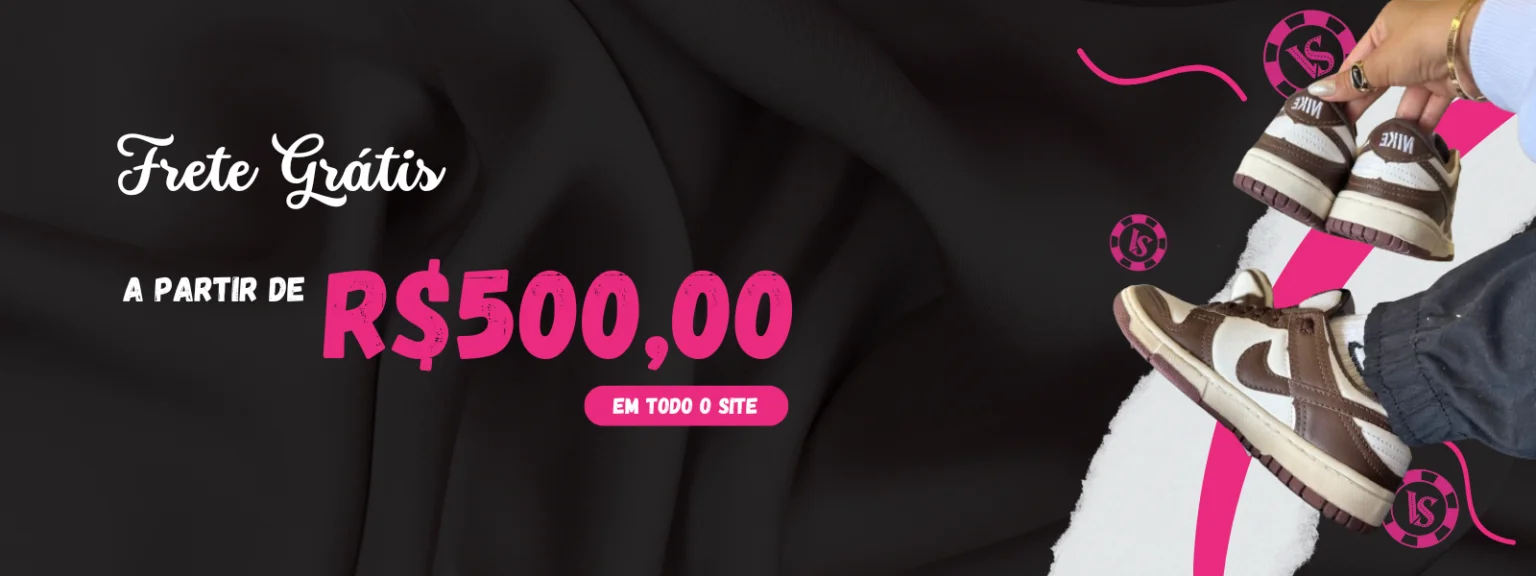 Frete Grátis
A PARTIR DE R$500,00
EM TODO O SITE
VS
NIKE
NIKE
VS
VS